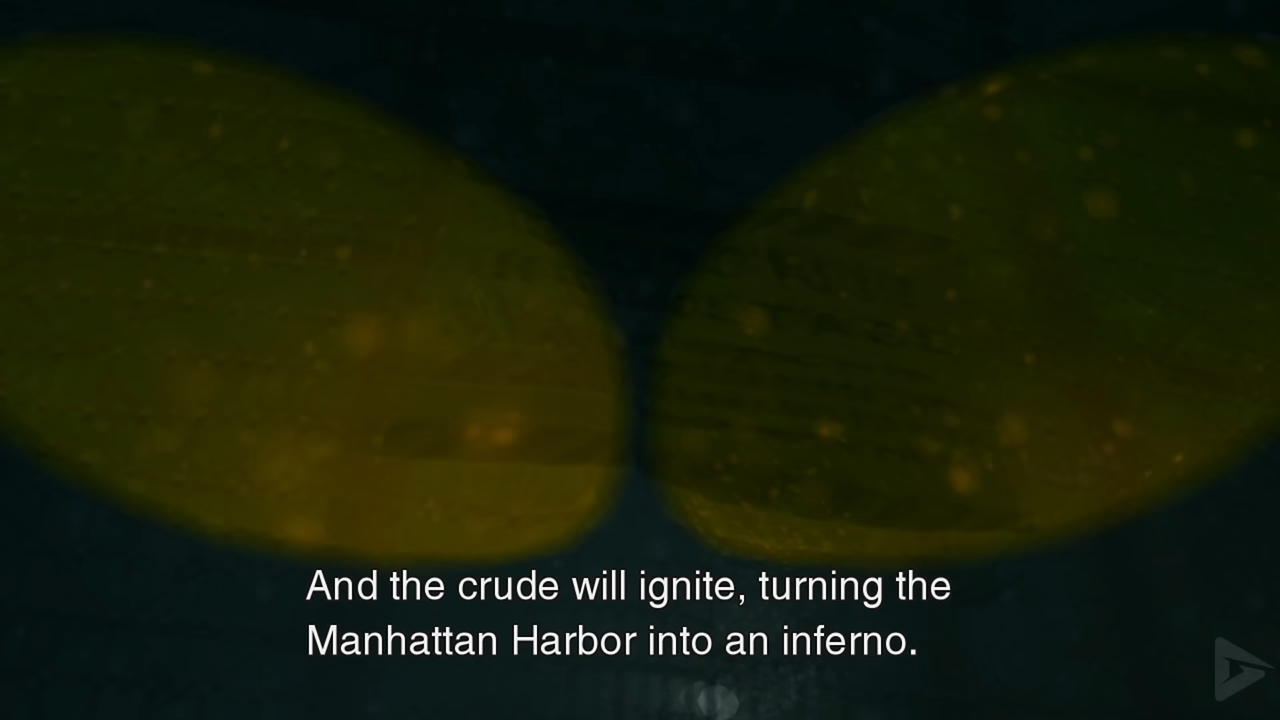 And the crude will ignite, turning the
Manhattan Harbor into an inferno.